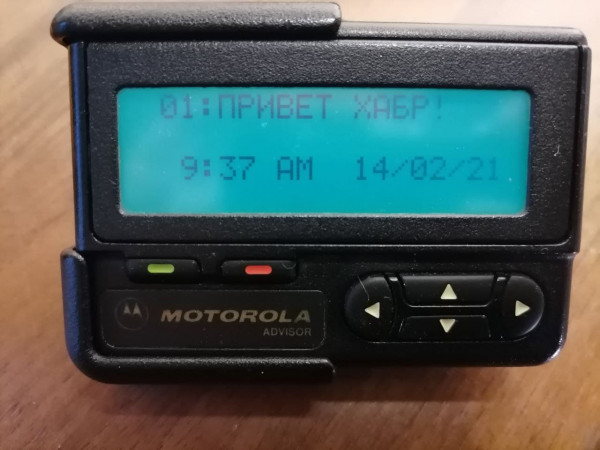 01:ПРИВЕТ ХАБР!
9:37 AM 14/02/21
MOTOROLA
ADVISOR